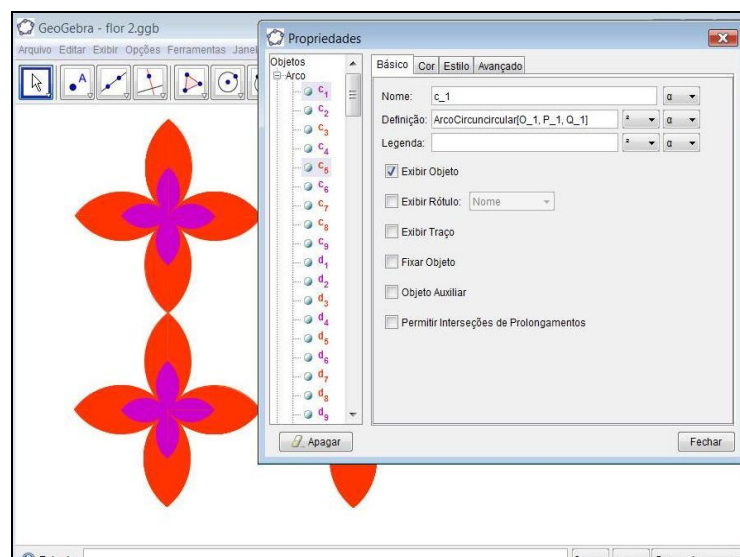 GeoGebra - flor 2.ggb
Arquivo Editar Exibir Opções Ferramentas Janel
A
Propriedades
Objetos
Arco
c₁
c₂
c₃
c₄
c₅
c₆
c₇
c₈
c₉
d₁
d₂
d₃
d₄
d₅
d₆
d₇
d₈
d₉
Básico Cor Estilo Avançado
Nome: c_1 α
Definição: ArcoCircuncircular[O_1, P_1, Q_1] ² α
Legenda: ² α
Exibir Objeto
Exibir Rótulo: Nome
Exibir Traço
Fixar Objeto
Objeto Auxiliar
Permitir Interseções de Prolongamentos
Apagar
Fechar